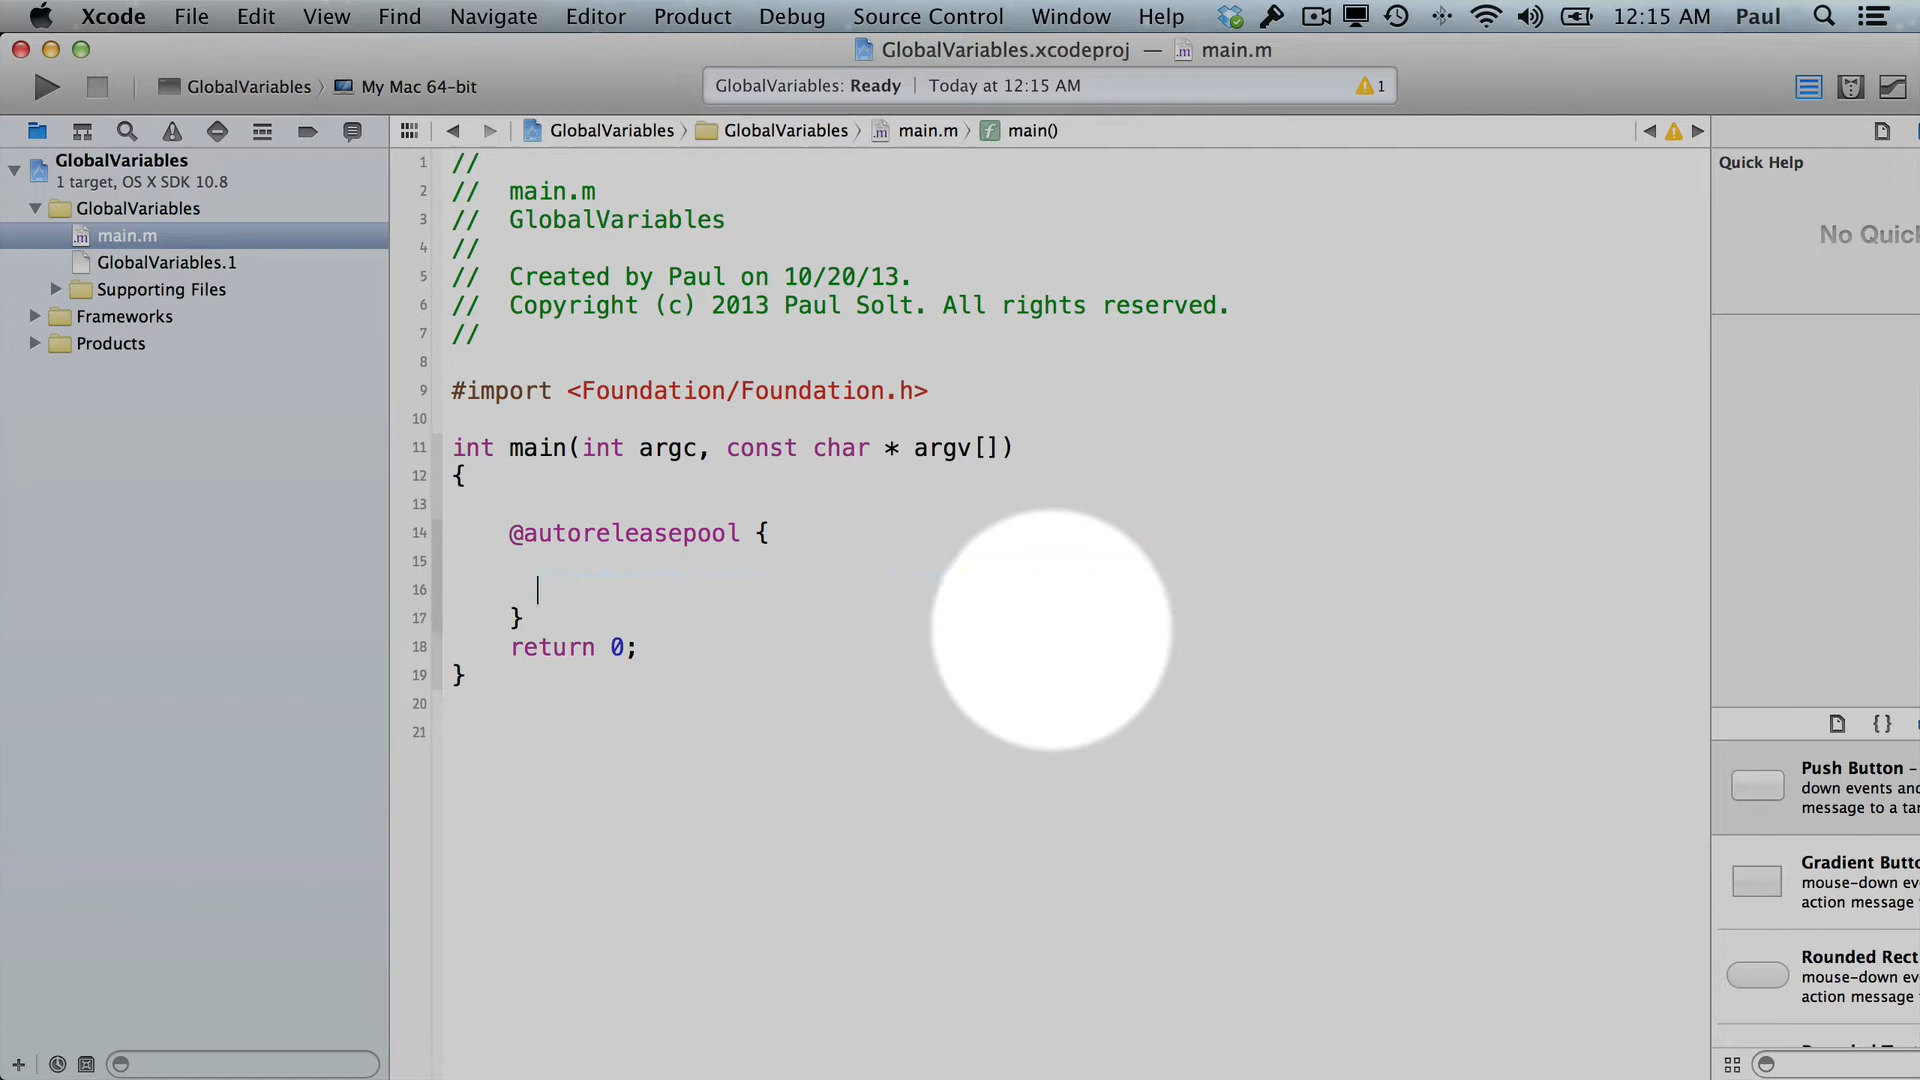 Xcode File Edit View Find Navigate Editor Product Debug Source Control Window Help 12:15 AM Paul
GlobalVariables.xcodeproj — main.m
GlobalVariables My Mac 64-bit
GlobalVariables: Ready Today at 12:15 AM 1
GlobalVariables GlobalVariables main.m main()
GlobalVariables
1 target, OS X SDK 10.8
GlobalVariables
main.m
GlobalVariables.1
Supporting Files
Frameworks
Products
1 //
2 // main.m
3 // GlobalVariables
4 //
5 // Created by Paul on 10/20/13.
6 // Copyright (c) 2013 Paul Solt. All rights reserved.
7 //
8
9 #import <Foundation/Foundation.h>
10
11 int main(int argc, const char * argv[])
12 {
13
14 @autoreleasepool {
15
16
17 }
18 return 0;
19 }
20
21
Quick Help
No Quick
Push Button –
down events and
message to a tar
Gradient Butto
mouse-down eve
action message
Rounded Rect
mouse-down eve
action message